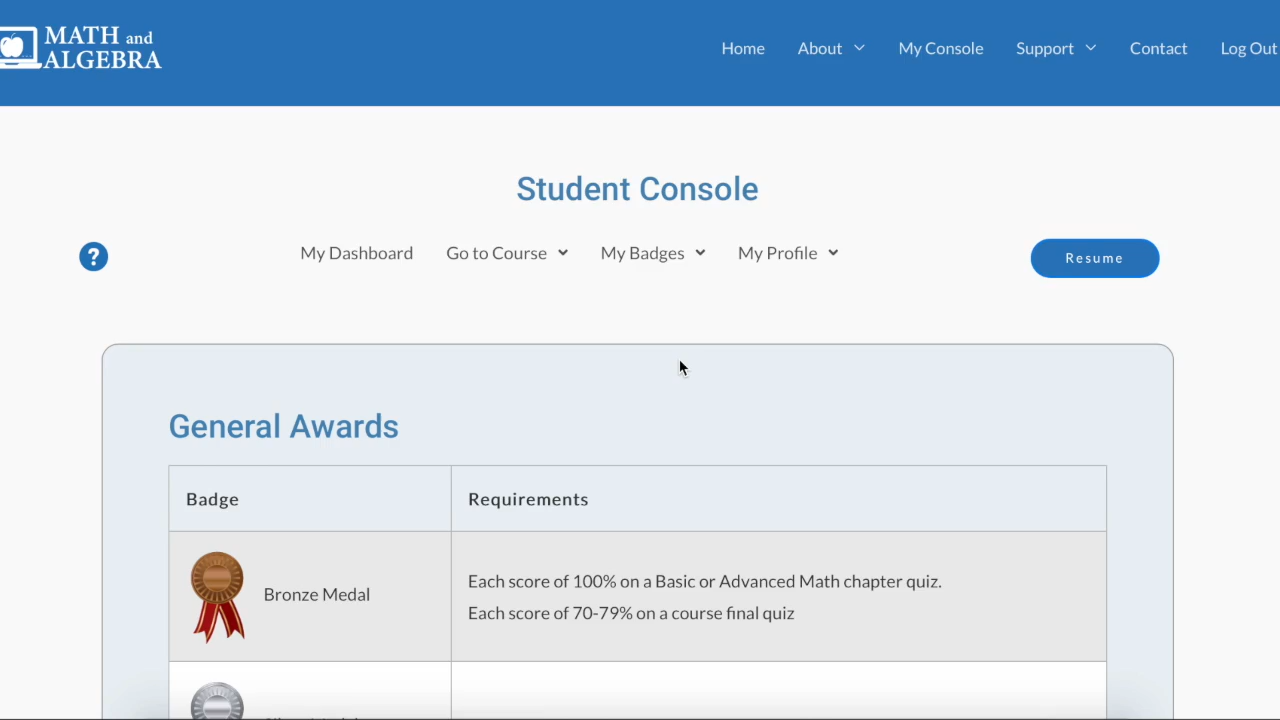 MATH and
ALGEBRA
Home About My Console Support Contact Log Out
Student Console
? My Dashboard Go to Course My Badges My Profile Resume
General Awards
Badge Requirements
Bronze Medal
Each score of 100% on a Basic or Advanced Math chapter quiz.
Each score of 70-79% on a course final quiz